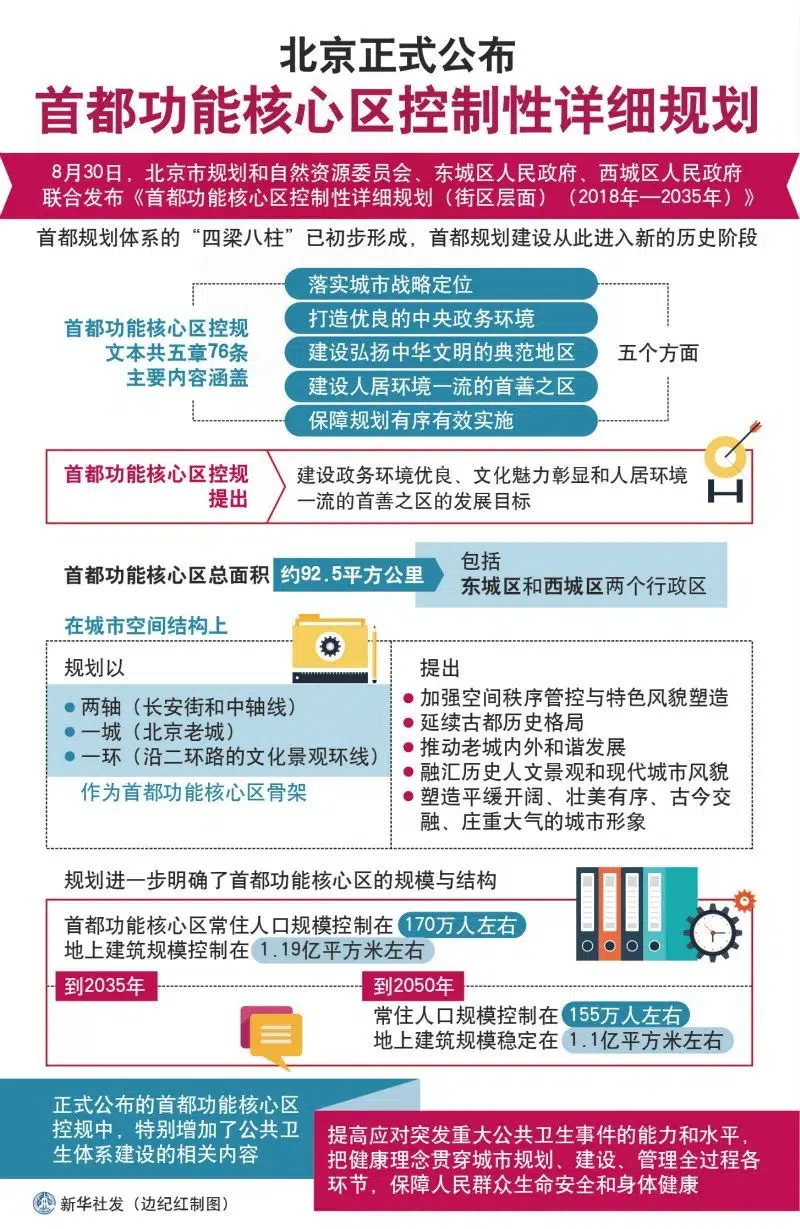 北京正式公布
首都功能核心区控制性详细规划
8月30日，北京市规划和自然资源委员会、东城区人民政府、西城区人民政府
联合发布《首都功能核心区控制性详细规划（街区层面）（2018年—2035年）》
首都规划体系的“四梁八柱”已初步形成，首都规划建设从此进入新的历史阶段
首都功能核心区控规
文本共五章76条
主要内容涵盖
落实城市战略定位
打造优良的中央政务环境
建设弘扬中华文明的典范地区
建设人居环境一流的首善之区
保障规划有序有效实施
五个方面
首都功能核心区控规
提出
建设政务环境优良、文化魅力彰显和人居环境
一流的首善之区的发展目标
首都功能核心区总面积
约92.5平方公里
包括
东城区和西城区两个行政区
在城市空间结构上
规划以
●两轴（长安街和中轴线）
●一城（北京老城）
●一环（沿二环路的文化景观环线）
作为首都功能核心区骨架
提出
●加强空间秩序管控与特色风貌塑造
●延续古都历史格局
●推动老城内外和谐发展
●融汇历史人文景观和现代城市风貌
●塑造平缓开阔、壮美有序、古今交
融、庄重大气的城市形象
规划进一步明确了首都功能核心区的规模与结构
首都功能核心区常住人口规模控制在 170万人左右
地上建筑规模控制在 1.19亿平方米左右
到2035年
到2050年
常住人口规模控制在 155万人左右
地上建筑规模稳定在 1.1亿平方米左右
正式公布的首都功能核心区
控规中，特别增加了公共卫
生体系建设的相关内容
提高应对突发重大公共卫生事件的能力和水平，
把健康理念贯穿城市规划、建设、管理全过程各
环节，保障人民群众生命安全和身体健康
新华社发（边纪红制图）